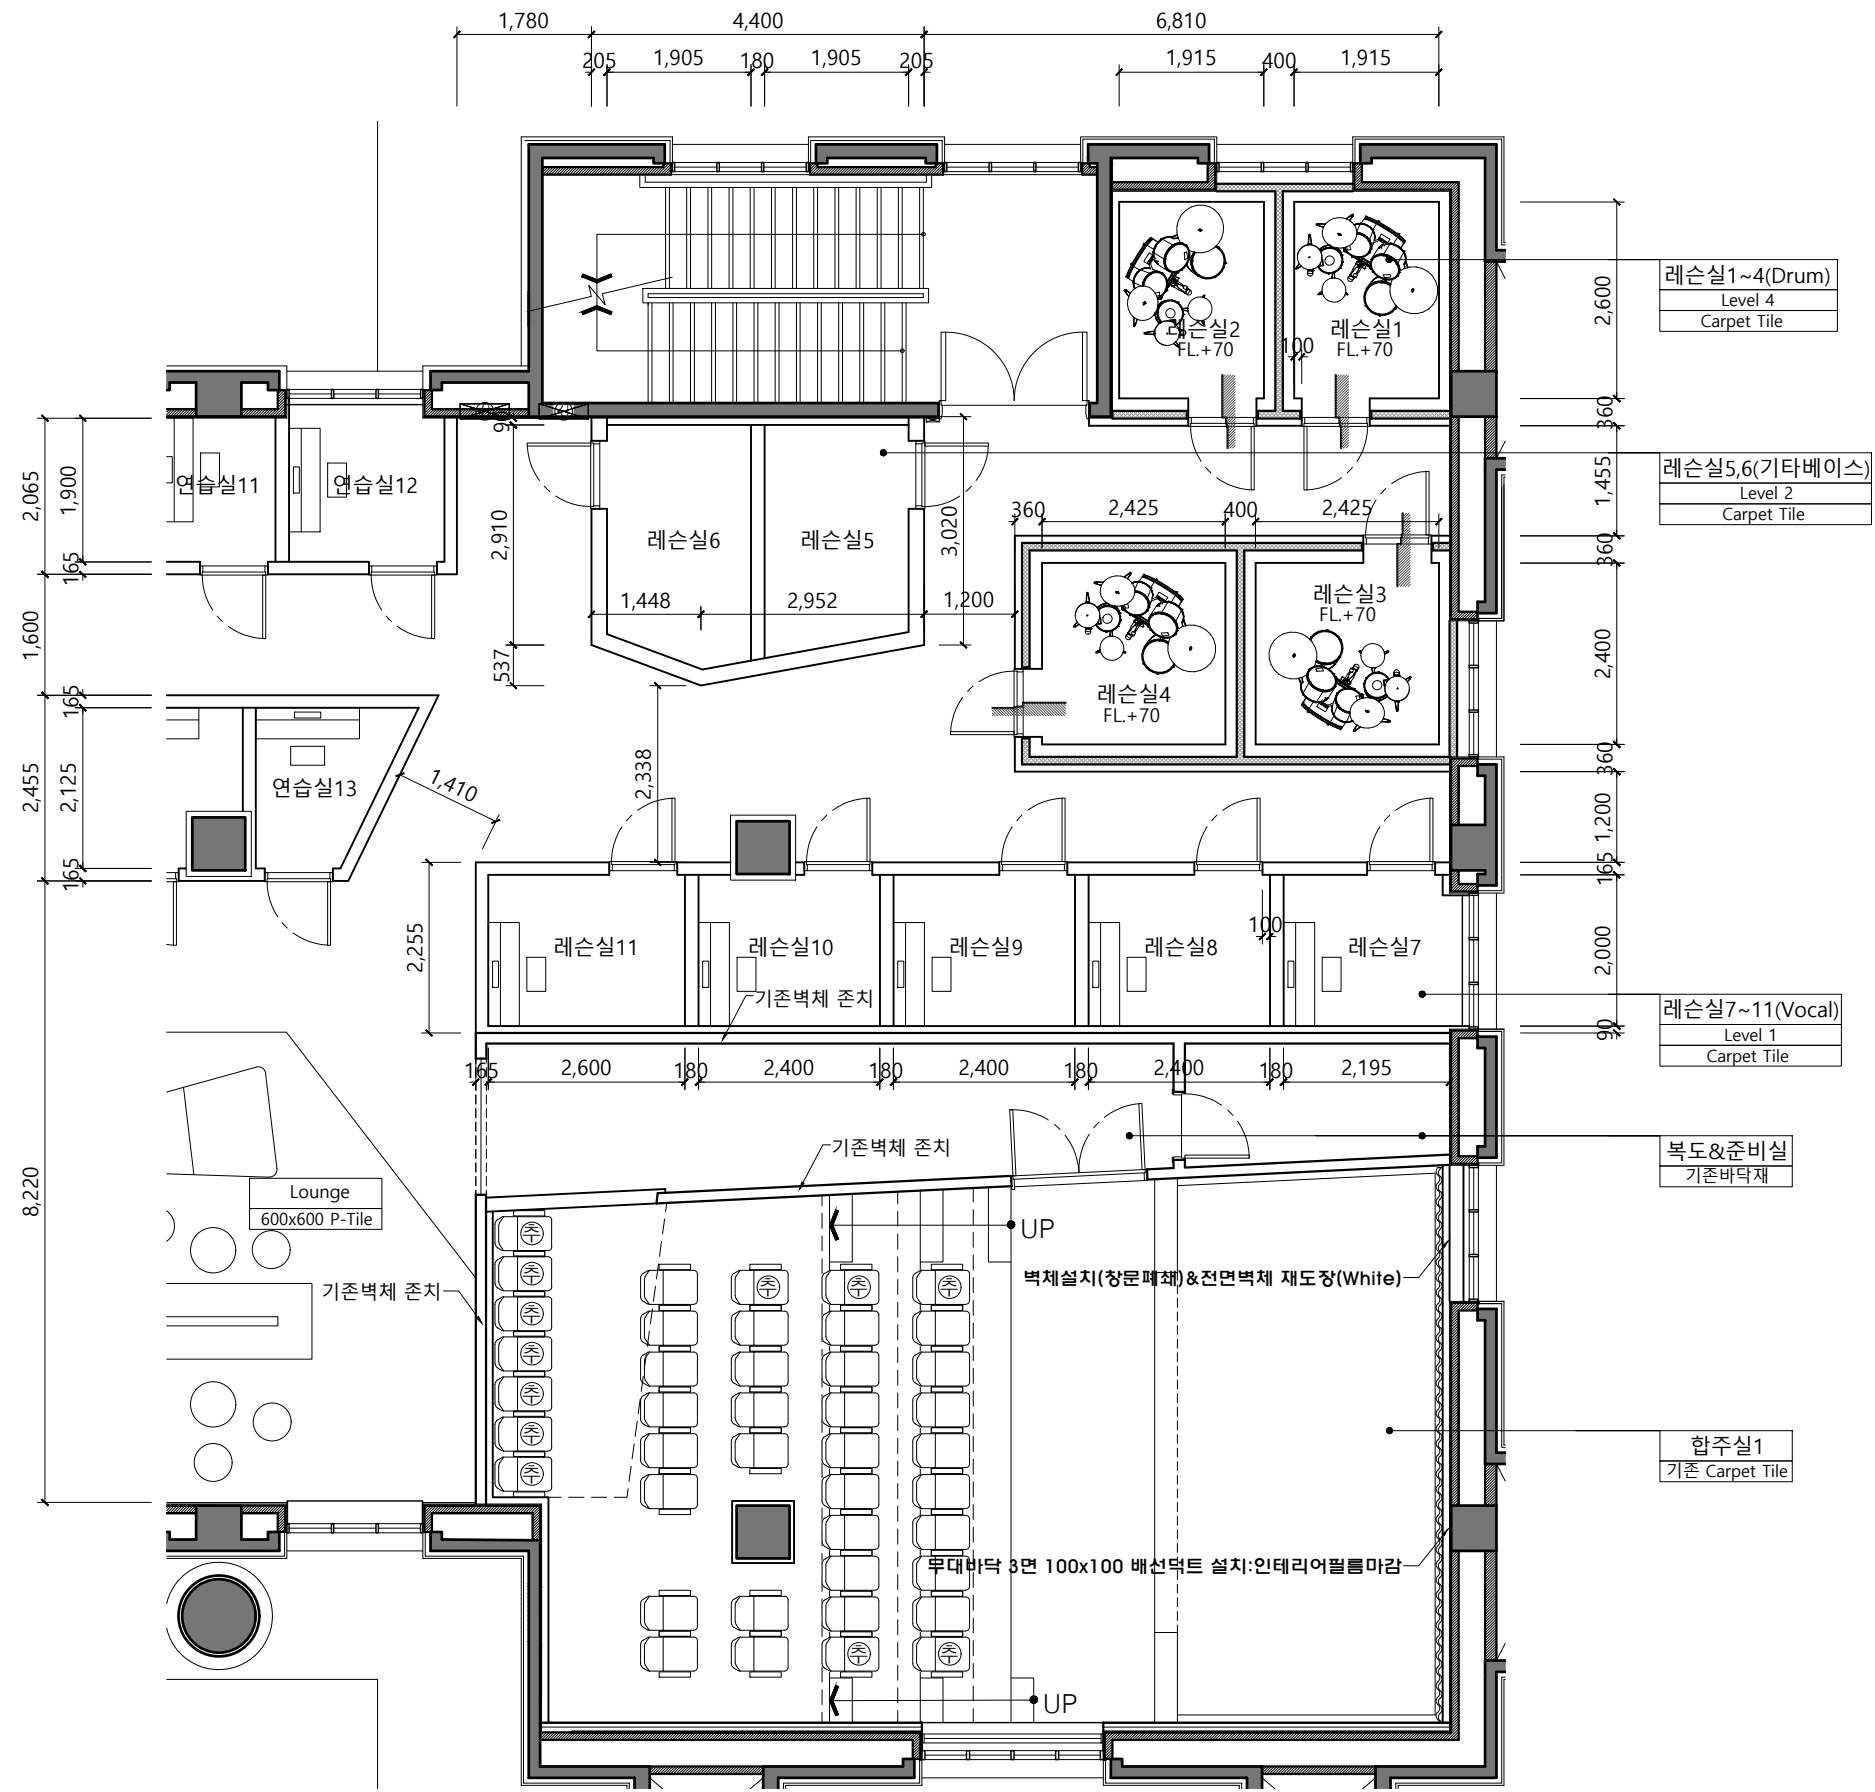 1,780
4,400
6,810
205
1,905
180
1,905
205
1,915
400
1,915
레슨실2
FL.+70
레슨실1
FL.+70
100
2,600
레슨실1~4(Drum)
Level 4
Carpet Tile
360
1,455
레슨실5,6(기타베이스)
Level 2
Carpet Tile
2,065
1,900
165
연습실11
연습실12
2,910
레슨실6
레슨실5
3,020
360
2,425
400
2,425
360
1,448
2,952
1,200
537
레슨실3
FL.+70
레슨실4
FL.+70
2,400
360
1,600
165
2,455
2,125
165
연습실13
1,410
2,338
1,200
165
2,255
레슨실11
레슨실10
레슨실9
레슨실8
100
레슨실7
2,000
90
레슨실7~11(Vocal)
Level 1
Carpet Tile
기존벽체 존치
165
2,600
180
2,400
180
2,400
180
2,400
180
2,195
기존벽체 존치
복도&준비실
기존바닥재
8,220
Lounge
600x600 P-Tile
기존벽체 존치
UP
벽체설치(창문폐쇄)&전면벽체 재도장(White)
추
추 추 추 추
추
추
추
추
추
합주실1
기존 Carpet Tile
무대바닥 3면 100x100 배선덕트 설치:인테리어필름마감
추 추
UP